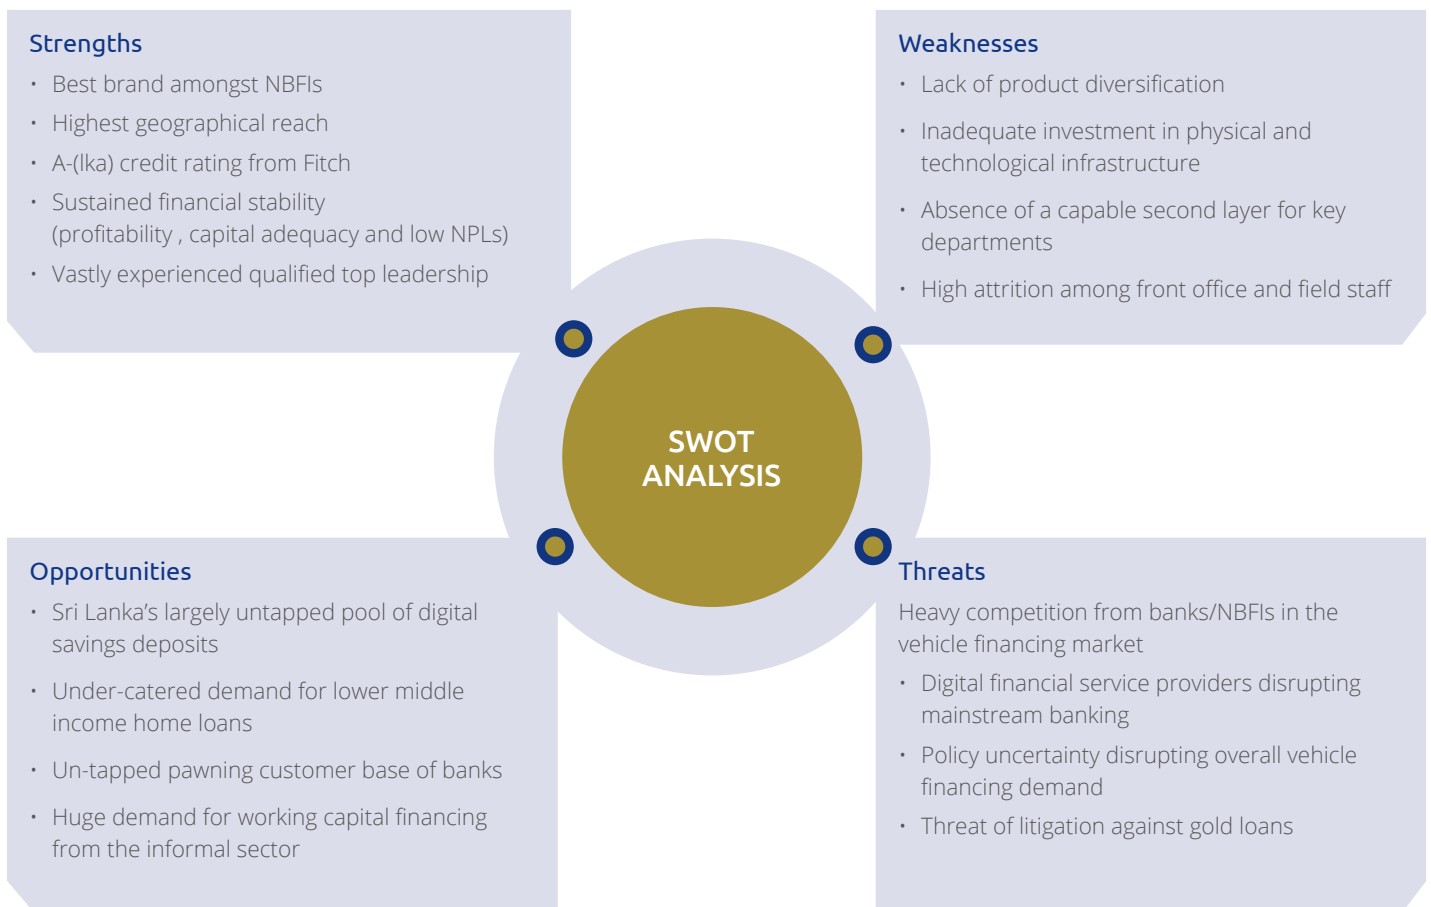 Strengths
• Best brand amongst NBFIs
• Highest geographical reach
• A-(lka) credit rating from Fitch
• Sustained financial stability
(profitability , capital adequacy and low NPLs)
• Vastly experienced qualified top leadership
Weaknesses
• Lack of product diversification
• Inadequate investment in physical and
technological infrastructure
• Absence of a capable second layer for key
departments
• High attrition among front office and field staff
SWOT
ANALYSIS
Opportunities
• Sri Lanka’s largely untapped pool of digital
savings deposits
• Under-catered demand for lower middle
income home loans
• Un-tapped pawning customer base of banks
• Huge demand for working capital financing
from the informal sector
Threats
Heavy competition from banks/NBFIs in the
vehicle financing market
• Digital financial service providers disrupting
mainstream banking
• Policy uncertainty disrupting overall vehicle
financing demand
• Threat of litigation against gold loans